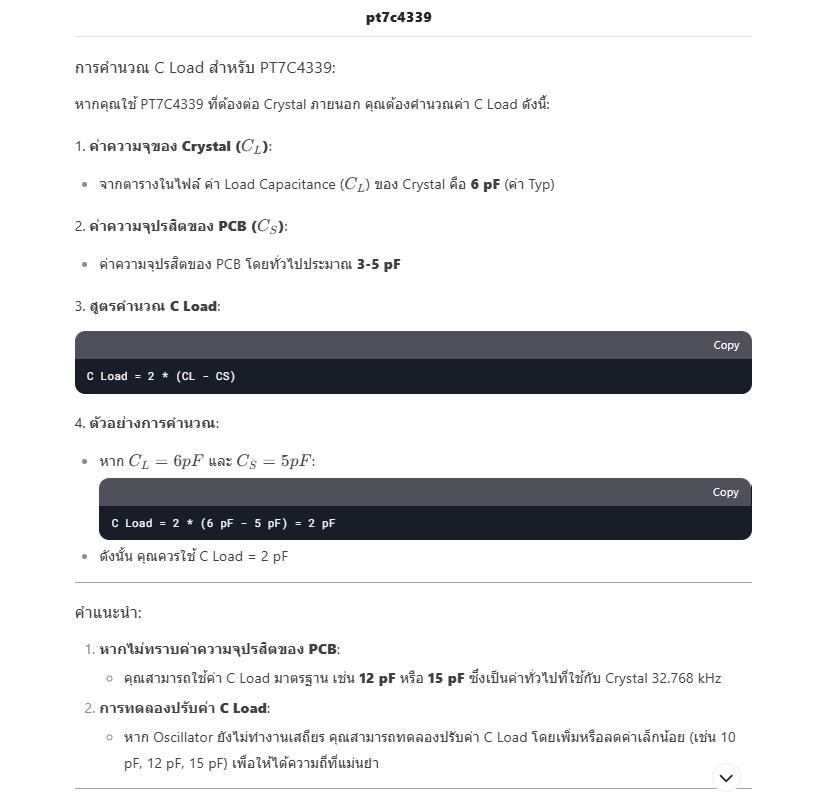 pt7c4339
การคำนวณ C Load สำหรับ PT7C4339:
หากคุณใช้ PT7C4339 ที่ต้องต่อ Crystal ภายนอก คุณต้องคำนวณค่า C Load ดังนี้:
1. ค่าความจุของ Crystal (C_L):
• จากตารางในไฟล์ ค่า Load Capacitance (C_L) ของ Crystal คือ 6 pF (ค่า Typ)
2. ค่าความจุปรสิตของ PCB (C_S):
• ค่าความจุปรสิตของ PCB โดยทั่วไปประมาณ 3-5 pF
3. สูตรคำนวณ C Load:
Copy
C Load = 2 * (CL - CS)
4. ตัวอย่างการคำนวณ:
• หาก C_L = 6pF และ C_S = 5pF:
Copy
C Load = 2 * (6 pF - 5 pF) = 2 pF
• ดังนั้น คุณควรใช้ C Load = 2 pF
คำแนะนำ:
1. หากไม่ทราบค่าความจุปรสิตของ PCB:
○ คุณสามารถใช้ค่า C Load มาตรฐาน เช่น 12 pF หรือ 15 pF ซึ่งเป็นค่าทั่วไปที่ใช้กับ Crystal 32.768 kHz
2. การทดลองปรับค่า C Load:
○ หาก Oscillator ยังไม่ทำงานเสถียร คุณสามารถทดลองปรับค่า C Load โดยเพิ่มหรือลดค่าเล็กน้อย (เช่น 10
pF, 12 pF, 15 pF) เพื่อให้ได้ความถี่ที่แม่นยำ